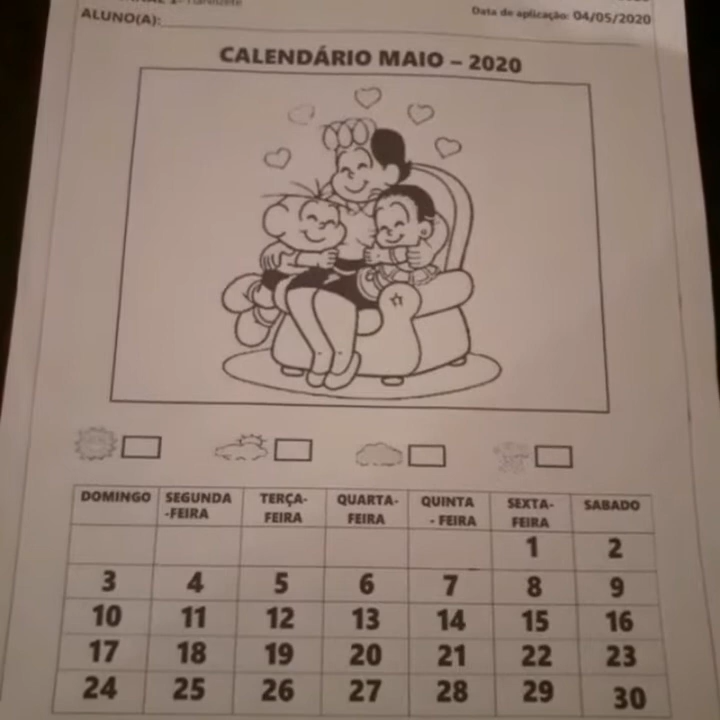 Data de aplicação: 04/05/2020
ALUNO(A):
CALENDÁRIO MAIO – 2020
DOMINGO SEGUNDA-FEIRA TERÇA-FEIRA QUARTA-FEIRA QUINTA-FEIRA SEXTA-FEIRA SABADO
1 2
3 4 5 6 7 8 9
10 11 12 13 14 15 16
17 18 19 20 21 22 23
24 25 26 27 28 29 30